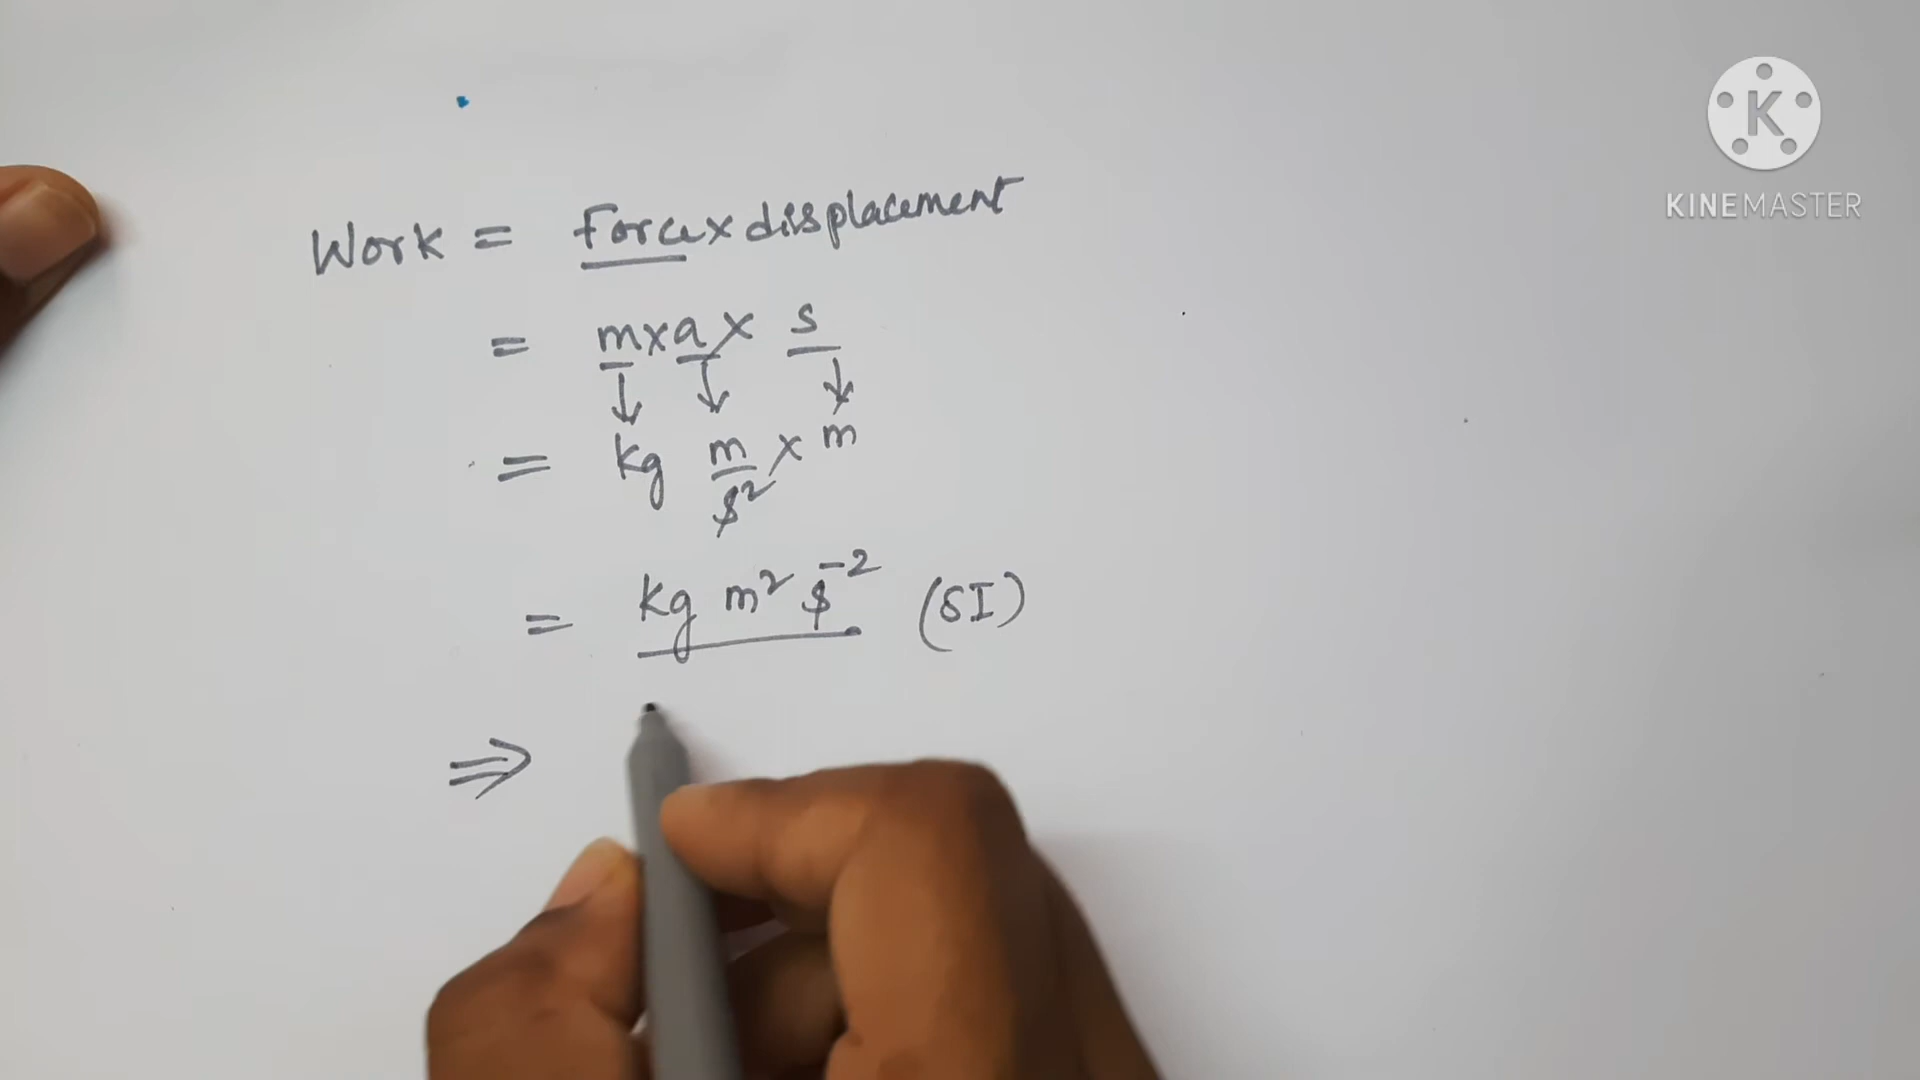 K
KINEMASTER
Work = Force x displacement
= m x a x s
= kg m/s² x m
= kg m² s⁻² (SI)
⇒